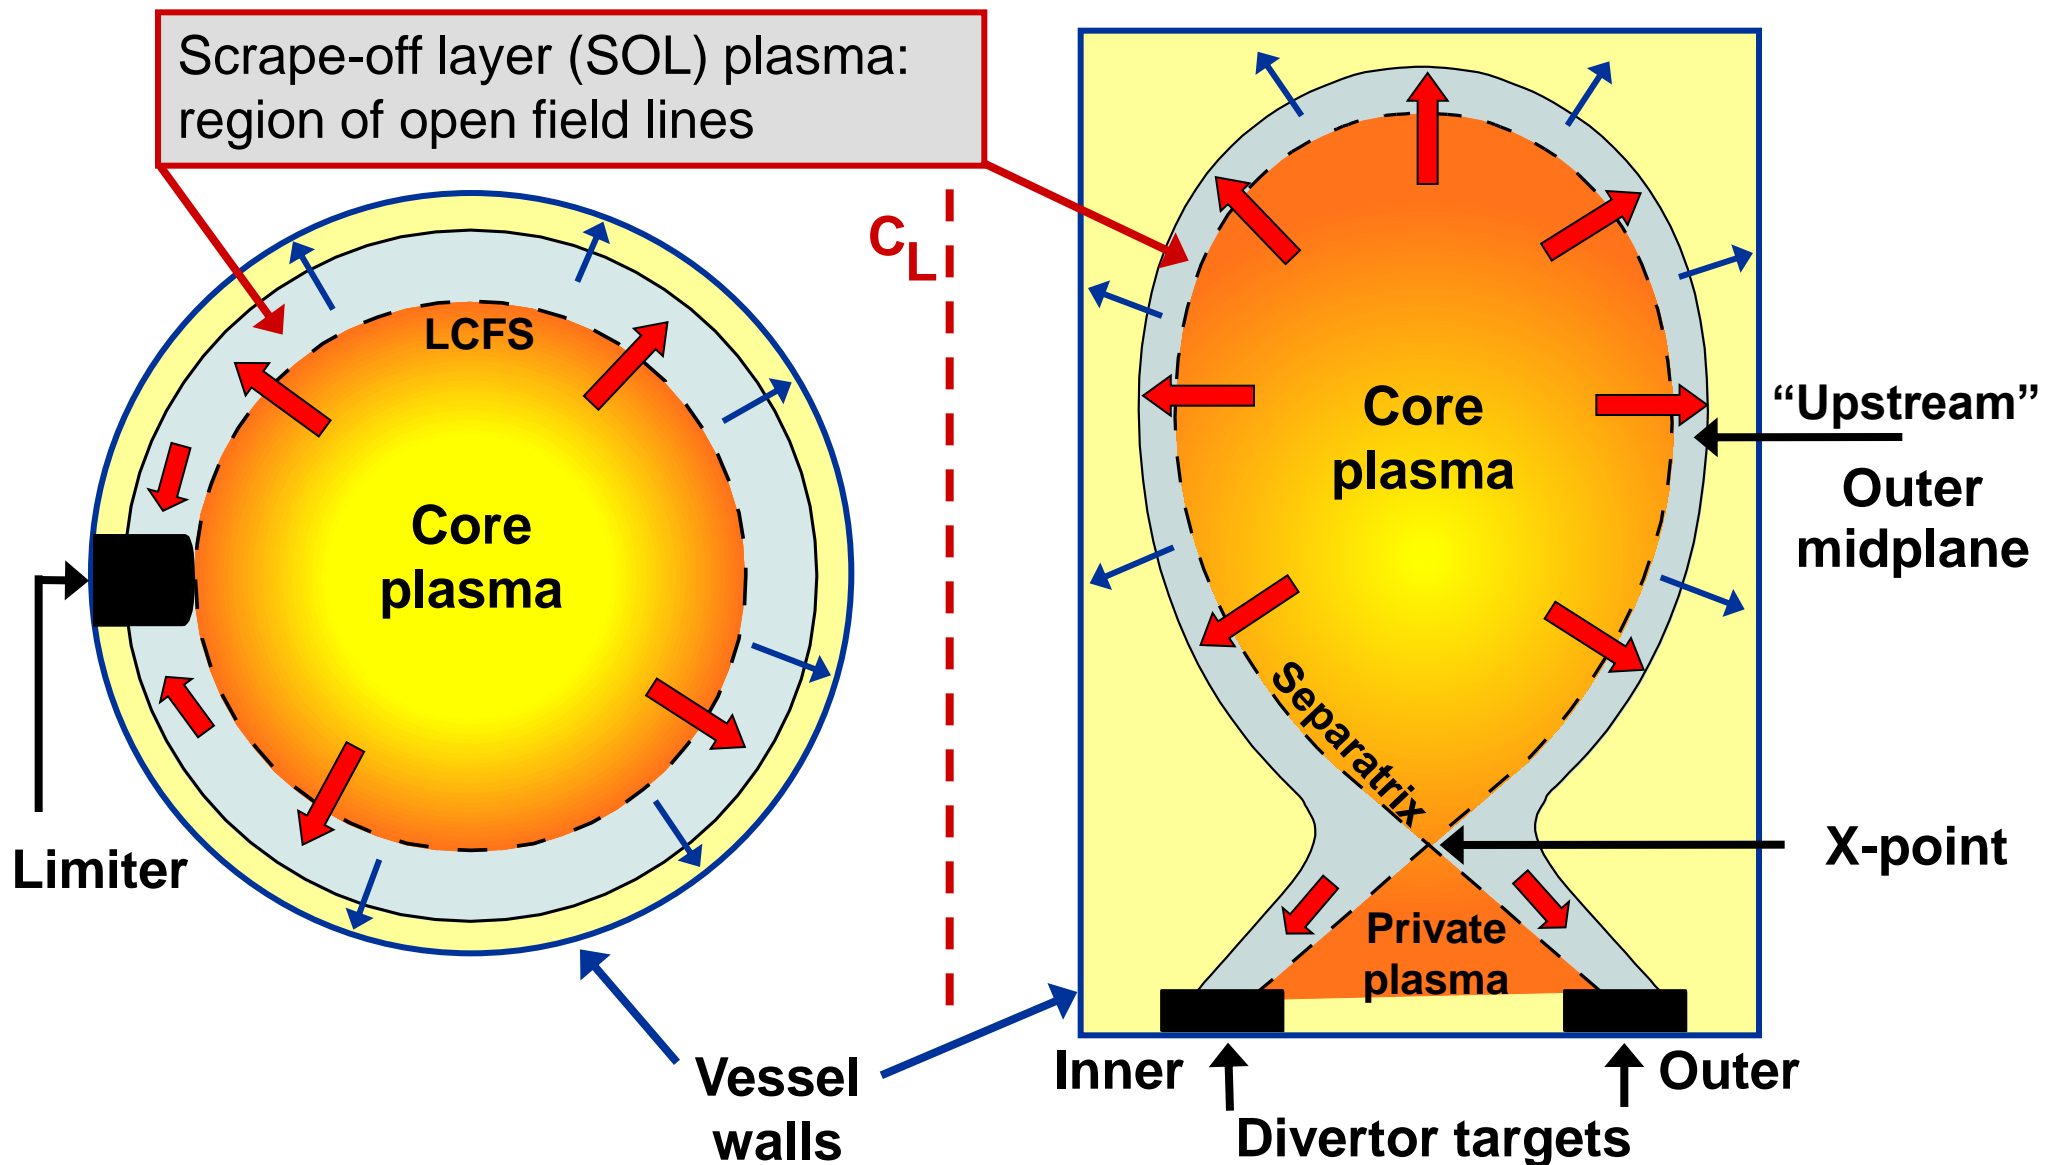 Scrape-off layer (SOL) plasma:
region of open field lines
CL
LCFS
Core
plasma
Limiter
Vessel
walls
Core
plasma
“Upstream”
Outer
midplane
Separatrix
X-point
Private
plasma
Inner
Outer
Divertor targets